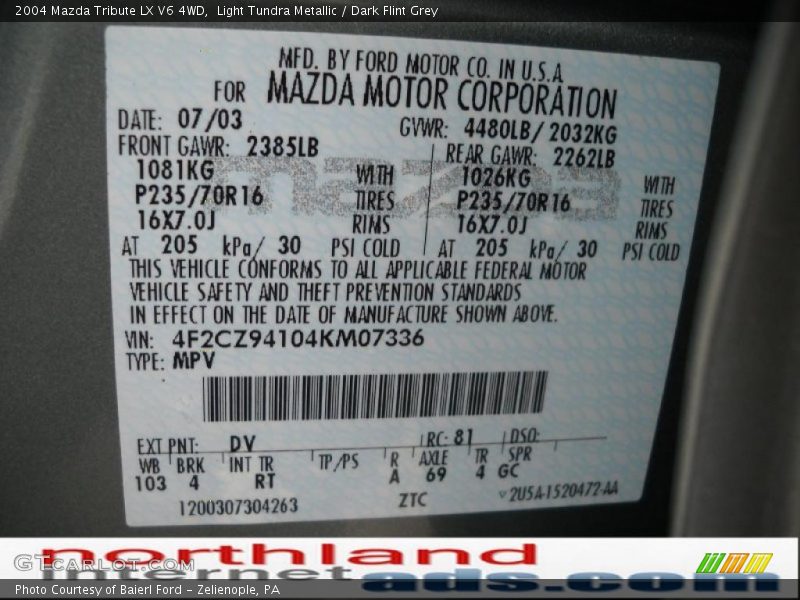 2004 Mazda Tribute LX V6 4WD, Light Tundra Metallic / Dark Flint Grey
MFD. BY FORD MOTOR CO. IN U.S.A
FOR MAZDA MOTOR CORPORATION
DATE: 07/03 GVWR: 4480LB/ 2032KG
FRONT GAWR: 2385LB REAR GAWR: 2262LB
1081KG WITH 1026KG WITH
P235/70R16 TIRES P235/70R16 TIRES
16X7.0J RIMS 16X7.0J RIMS
AT 205 kPa/ 30 PSI COLD AT 205 kPa/ 30 PSI COLD
mazda
THIS VEHICLE CONFORMS TO ALL APPLICABLE FEDERAL MOTOR
VEHICLE SAFETY AND THEFT PREVENTION STANDARDS
IN EFFECT ON THE DATE OF MANUFACTURE SHOWN ABOVE.
VIN: 4F2CZ94104KM07336
TYPE: MPV
EXT PNT: DV RC: 81 DSO:
WB BRK INT TR TP/PS R AXLE TR SPR
103 4 RT A 69 4 GC
1200307304263 ZTC V2U5A-1520472-AA
northland
GTCarLot.com
internet ads.com
Photo Courtesy of Baierl Ford - Zelienople, PA